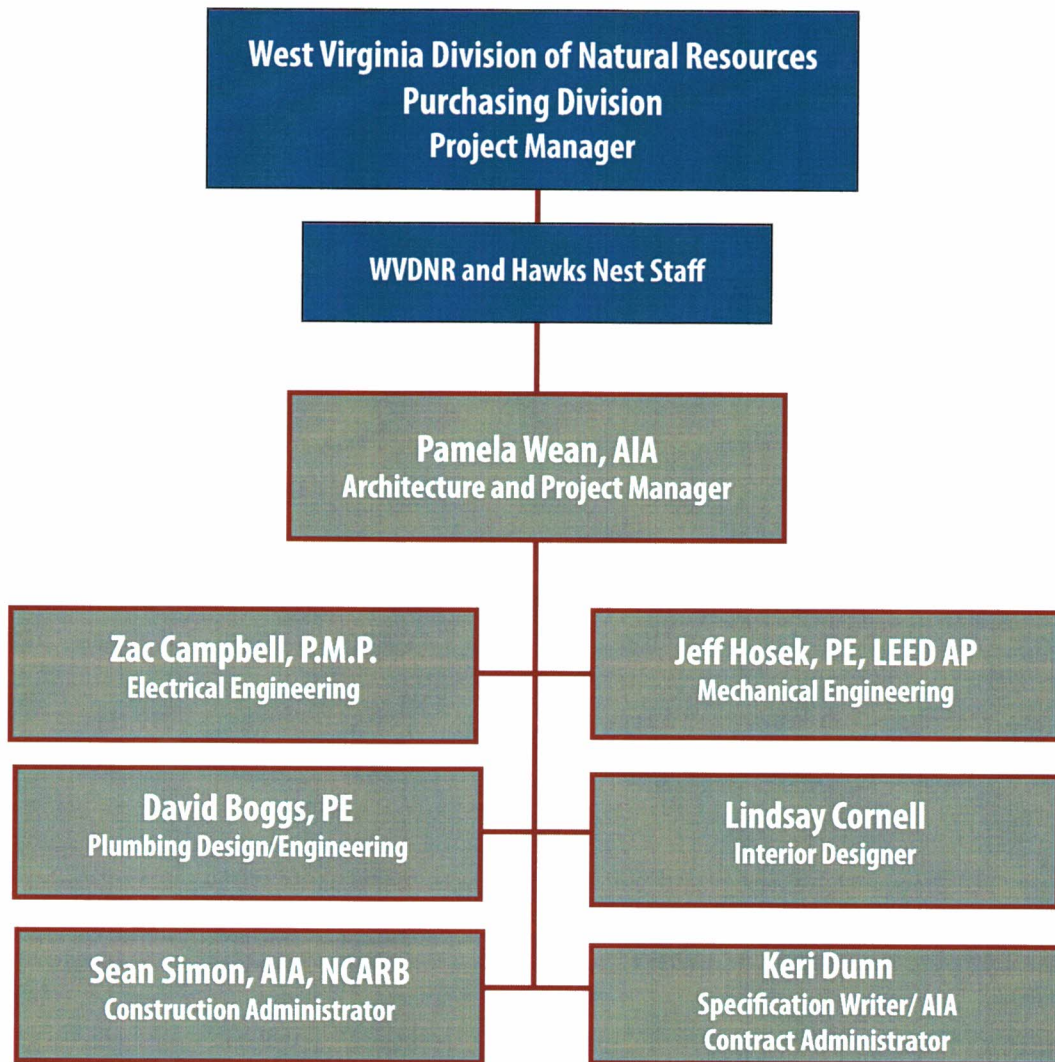 West Virginia Division of Natural Resources
Purchasing Division
Project Manager
WVDNR and Hawks Nest Staff
Pamela Wean, AIA
Architecture and Project Manager
Zac Campbell, P.M.P.
Electrical Engineering
Jeff Hosek, PE, LEED AP
Mechanical Engineering
David Boggs, PE
Plumbing Design/Engineering
Lindsay Cornell
Interior Designer
Sean Simon, AIA, NCARB
Construction Administrator
Keri Dunn
Specification Writer/ AIA
Contract Administrator